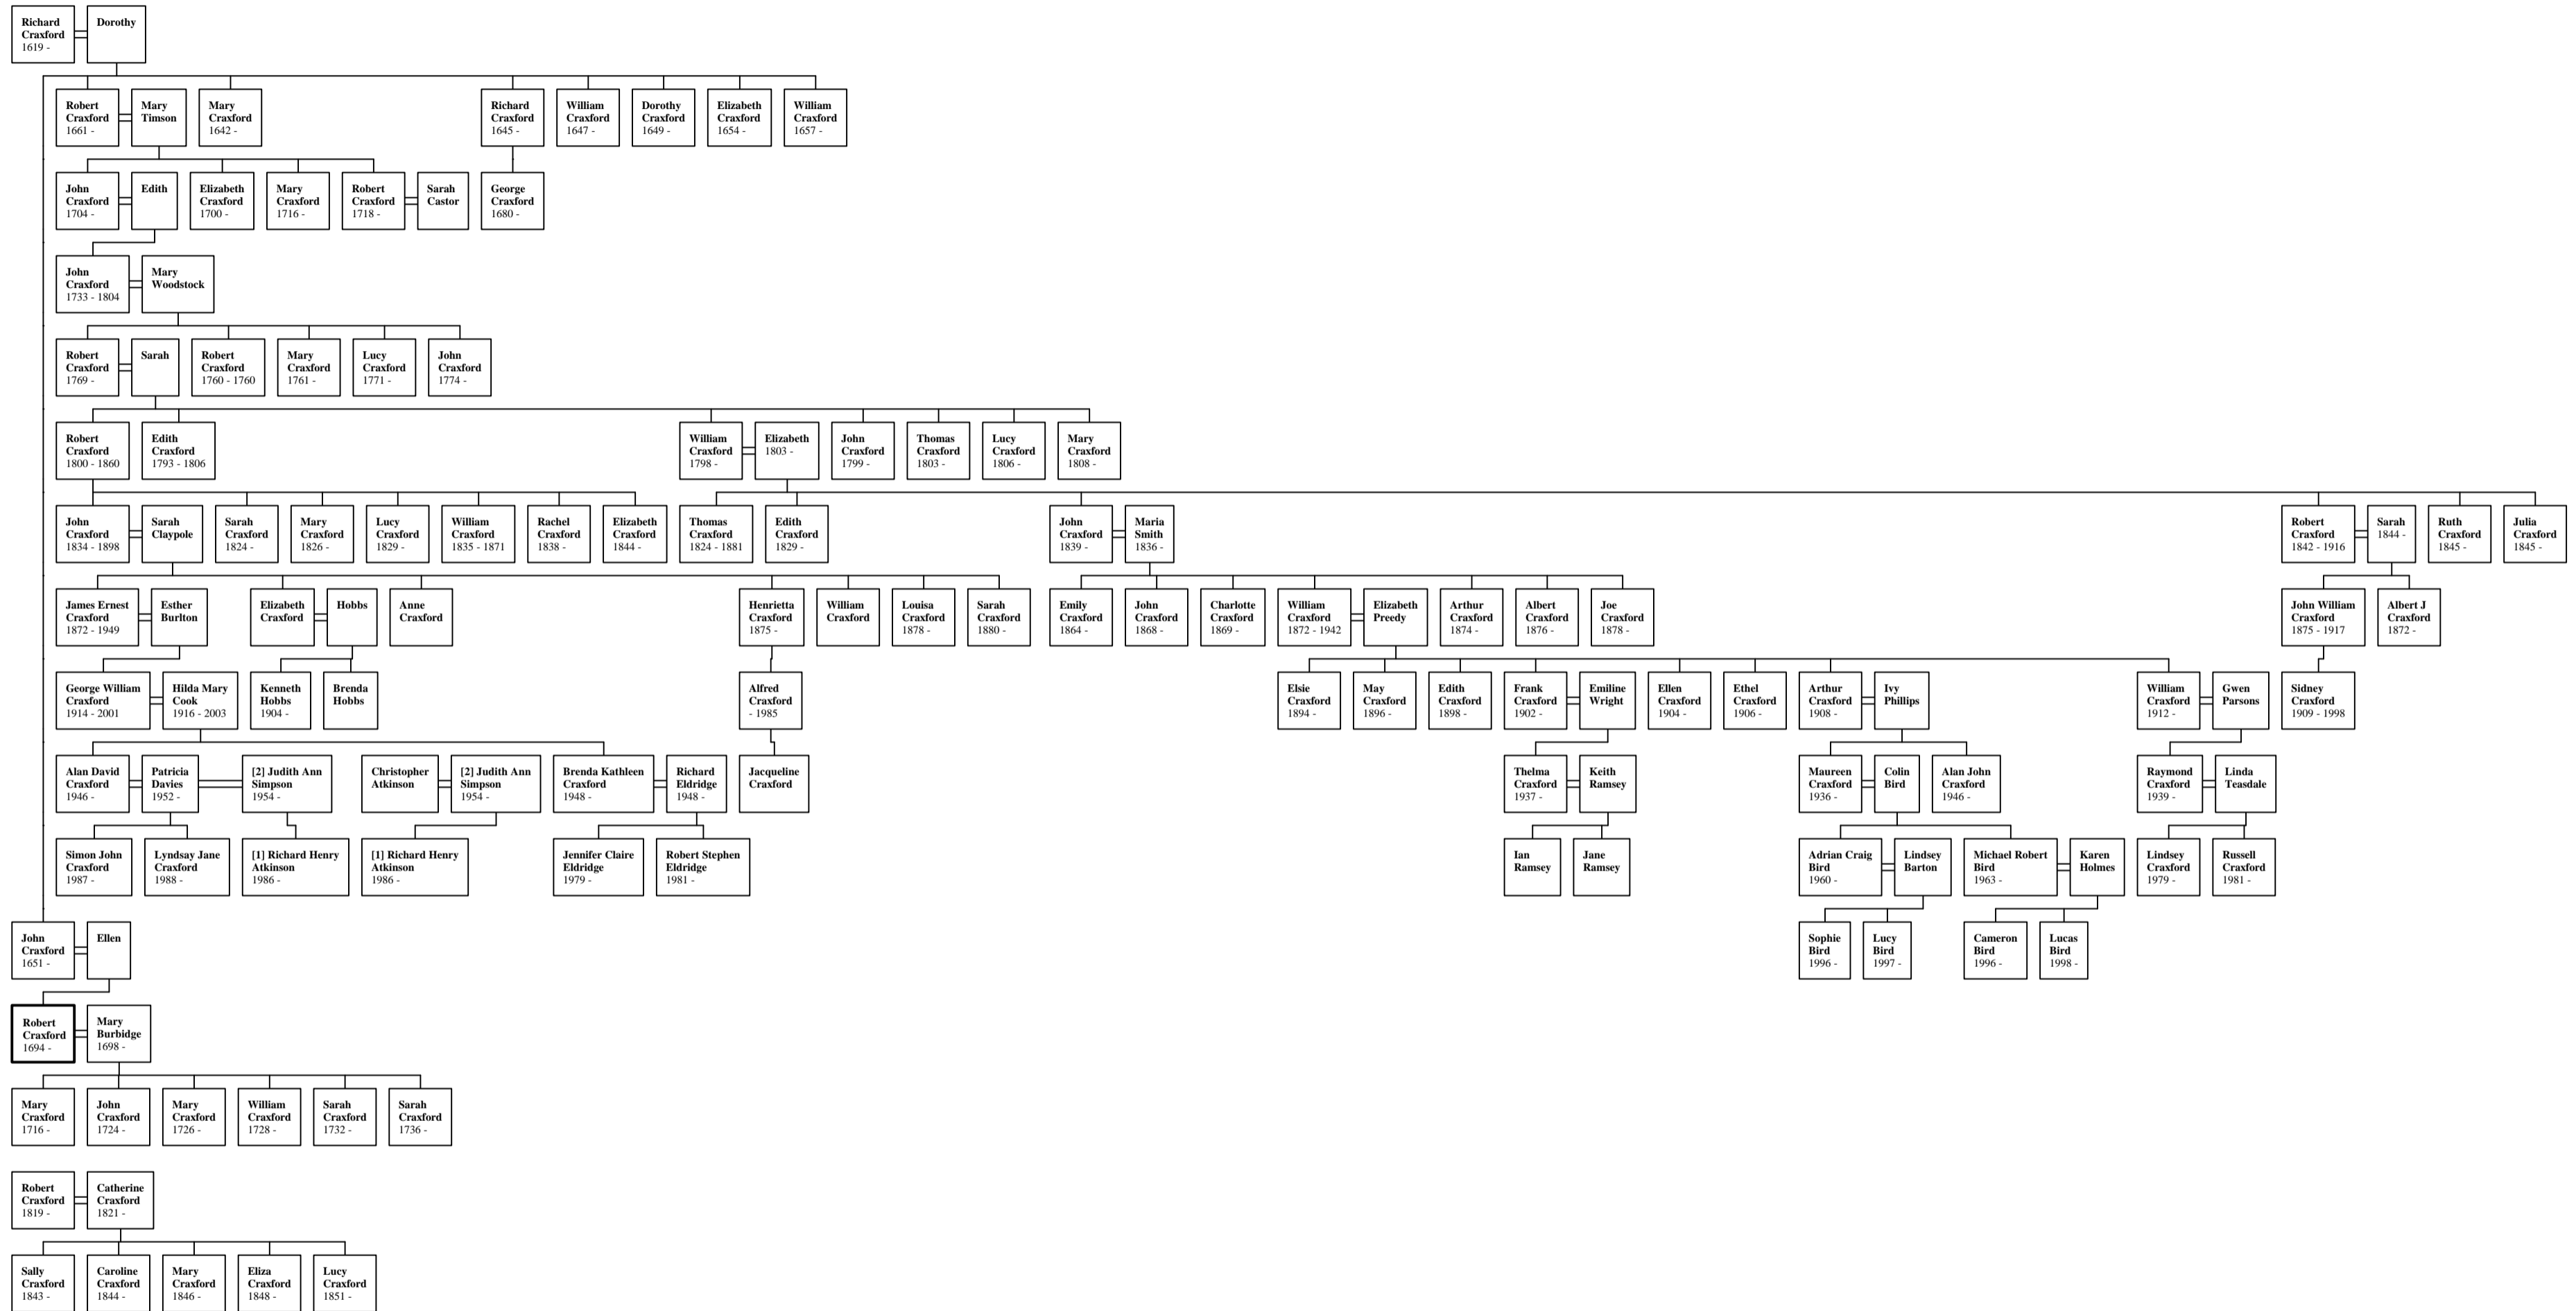 Richard
Craxford
1619 -
Dorothy
Robert
Craxford
1661 -
Mary
Timson
Mary
Craxford
1642 -
Richard
Craxford
1645 -
William
Craxford
1647 -
Dorothy
Craxford
1649 -
Elizabeth
Craxford
1654 -
William
Craxford
1657 -
John
Craxford
1704 -
Edith
Elizabeth
Craxford
1700 -
Mary
Craxford
1716 -
Robert
Craxford
1718 -
Sarah
Castor
George
Craxford
1680 -
John
Craxford
1733 - 1804
Mary
Woodstock
Robert
Craxford
1769 -
Sarah
Robert
Craxford
1760 - 1760
Mary
Craxford
1761 -
Lucy
Craxford
1771 -
John
Craxford
1774 -
Robert
Craxford
1800 - 1860
Edith
Craxford
1793 - 1806
William
Craxford
1798 -
Elizabeth
1803 -
John
Craxford
1799 -
Thomas
Craxford
1803 -
Lucy
Craxford
1806 -
Mary
Craxford
1808 -
John
Craxford
1834 - 1898
Sarah
Claypole
Sarah
Craxford
1824 -
Mary
Craxford
1826 -
Lucy
Craxford
1829 -
William
Craxford
1835 - 1871
Rachel
Craxford
1838 -
Elizabeth
Craxford
1844 -
Thomas
Craxford
1824 - 1881
Edith
Craxford
1829 -
John
Craxford
1839 -
Maria
Smith
1836 -
Robert
Craxford
1842 - 1916
Sarah
1844 -
Ruth
Craxford
1845 -
Julia
Craxford
1845 -
James Ernest
Craxford
1872 - 1949
Esther
Burlton
Elizabeth
Craxford
Hobbs
Anne
Craxford
Henrietta
Craxford
1875 -
William
Craxford
Louisa
Craxford
1878 -
Sarah
Craxford
1880 -
Emily
Craxford
1864 -
John
Craxford
1868 -
Charlotte
Craxford
1869 -
William
Craxford
1872 - 1942
Elizabeth
Preedy
Arthur
Craxford
1874 -
Albert
Craxford
1876 -
Joe
Craxford
1878 -
John William
Craxford
1875 - 1917
Albert J
Craxford
1872 -
George William
Craxford
1914 - 2001
Hilda Mary
Cook
1916 - 2003
Kenneth
Hobbs
1904 -
Brenda
Hobbs
Alfred
Craxford
- 1985
Elsie
Craxford
1894 -
May
Craxford
1896 -
Edith
Craxford
1898 -
Frank
Craxford
1902 -
Emiline
Wright
Ellen
Craxford
1904 -
Ethel
Craxford
1906 -
Arthur
Craxford
1908 -
Ivy
Phillips
William
Craxford
1912 -
Gwen
Parsons
Sidney
Craxford
1909 - 1998
Alan David
Craxford
1946 -
Patricia
Davies
1952 -
[2] Judith Ann
Simpson
1954 -
Christopher
Atkinson
[2] Judith Ann
Simpson
1954 -
Brenda Kathleen
Craxford
1948 -
Richard
Eldridge
1948 -
Jacqueline
Craxford
Thelma
Craxford
1937 -
Keith
Ramsey
Maureen
Craxford
1936 -
Colin
Bird
Alan John
Craxford
1946 -
Raymond
Craxford
1939 -
Linda
Teasdale
Simon John
Craxford
1987 -
Lyndsay Jane
Craxford
1988 -
[1] Richard Henry
Atkinson
1986 -
[1] Richard Henry
Atkinson
1986 -
Jennifer Claire
Eldridge
1979 -
Robert Stephen
Eldridge
1981 -
Ian
Ramsey
Jane
Ramsey
Adrian Craig
Bird
1960 -
Lindsey
Barton
Michael Robert
Bird
1963 -
Karen
Holmes
Lindsey
Craxford
1979 -
Russell
Craxford
1981 -
John
Craxford
1651 -
Ellen
Sophie
Bird
1996 -
Lucy
Bird
1997 -
Cameron
Bird
1996 -
Lucas
Bird
1998 -
Robert
Craxford
1694 -
Mary
Burbidge
1698 -
Mary
Craxford
1716 -
John
Craxford
1724 -
Mary
Craxford
1726 -
William
Craxford
1728 -
Sarah
Craxford
1732 -
Sarah
Craxford
1736 -
Robert
Craxford
1819 -
Catherine
Craxford
1821 -
Sally
Craxford
1843 -
Caroline
Craxford
1844 -
Mary
Craxford
1846 -
Eliza
Craxford
1848 -
Lucy
Craxford
1851 -